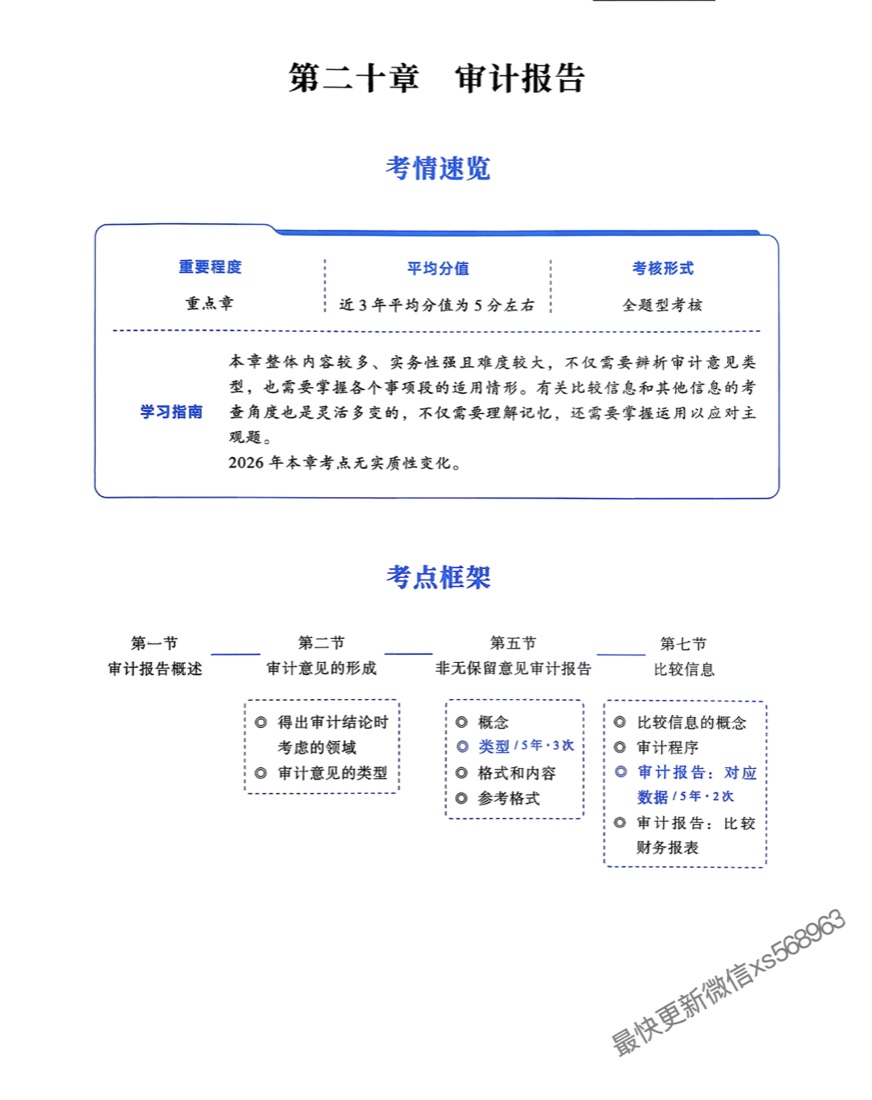 第二十章 审计报告
考情速览
重要程度
平均分值
考核形式
重点章
近3年平均分值为5分左右
全题型考核
学习指南
本章整体内容较多、实务性强且难度较大，不仅需要辨析审计意见类
型，也需要掌握各个事项段的适用情形。有关比较信息和其他信息的考
查角度也是灵活多变的，不仅需要理解记忆，还需要掌握运用以应对主
观题。
2026年本章考点无实质性变化。
考点框架
第一节
审计报告概述
第二节
审计意见的形成
◎ 得出审计结论时
考虑的领域
◎ 审计意见的类型
第五节
非无保留意见审计报告
◎ 概念
◎ 类型/5年·3次
◎ 格式和内容
◎ 参考格式
第七节
比较信息
◎ 比较信息的概念
◎ 审计程序
◎ 审计报告：对应
数据/5年·2次
◎ 审计报告：比较
财务报表
最快更新微信xs568963